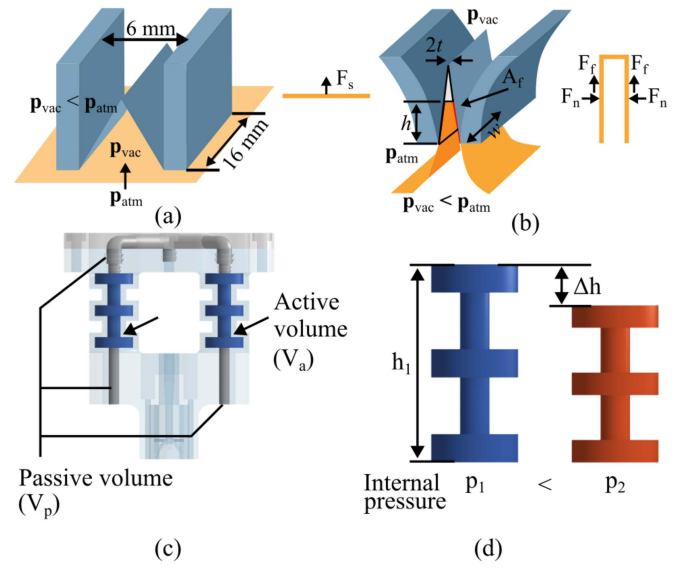 6 mm
p_vac < p_atm
p_vac
p_atm
16 mm
F_s
(a)
p_vac
2t
A_f
h
w
p_atm
p_vac < p_atm
F_f F_f
F_n F_n
(b)
Active
volume
(V_a)
Passive volume
(V_p)
(c)
Δh
h_1
Internal
pressure
p_1 < p_2
(d)